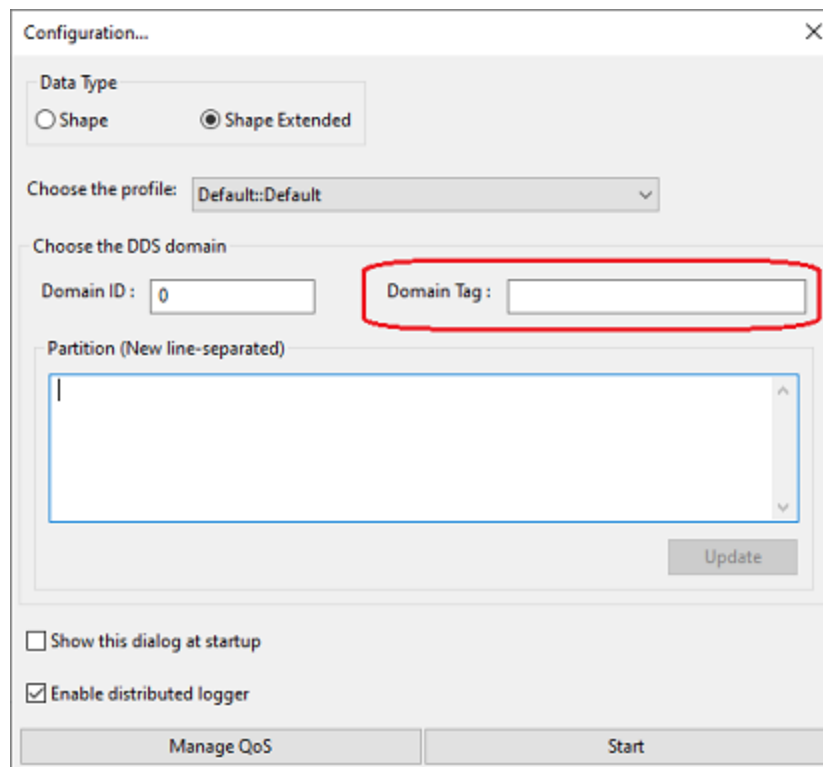 Configuration...
Data Type
Shape Shape Extended
Choose the profile: Default::Default
Choose the DDS domain
Domain ID : 0 Domain Tag :
Partition (New line-separated)
Update
Show this dialog at startup
Enable distributed logger
Manage QoS Start